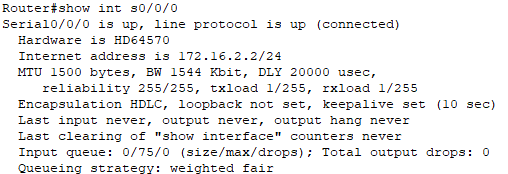 Router#show int s0/0/0
Serial0/0/0 is up, line protocol is up (connected)
Hardware is HD64570
Internet address is 172.16.2.2/24
MTU 1500 bytes, BW 1544 Kbit, DLY 20000 usec,
reliability 255/255, txload 1/255, rxload 1/255
Encapsulation HDLC, loopback not set, keepalive set (10 sec)
Last input never, output never, output hang never
Last clearing of "show interface" counters never
Input queue: 0/75/0 (size/max/drops); Total output drops: 0
Queueing strategy: weighted fair